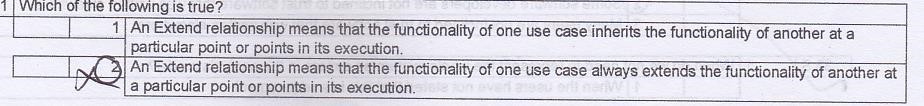 1 Which of the following is true?
1 An Extend relationship means that the functionality of one use case inherits the functionality of another at a
particular point or points in its execution.
2 An Extend relationship means that the functionality of one use case always extends the functionality of another at
a particular point or points in its execution.